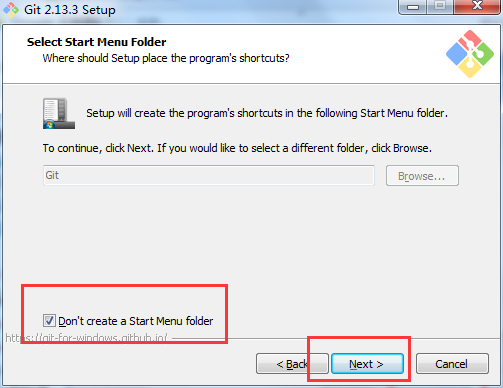 Git 2.13.3 Setup
Select Start Menu Folder
Where should Setup place the program's shortcuts?
Setup will create the program's shortcuts in the following Start Menu folder.
To continue, click Next. If you would like to select a different folder, click Browse.
Git
Browse...
Don't create a Start Menu folder
https://git-for-windows.github.io/
< Back
Next >
Cancel